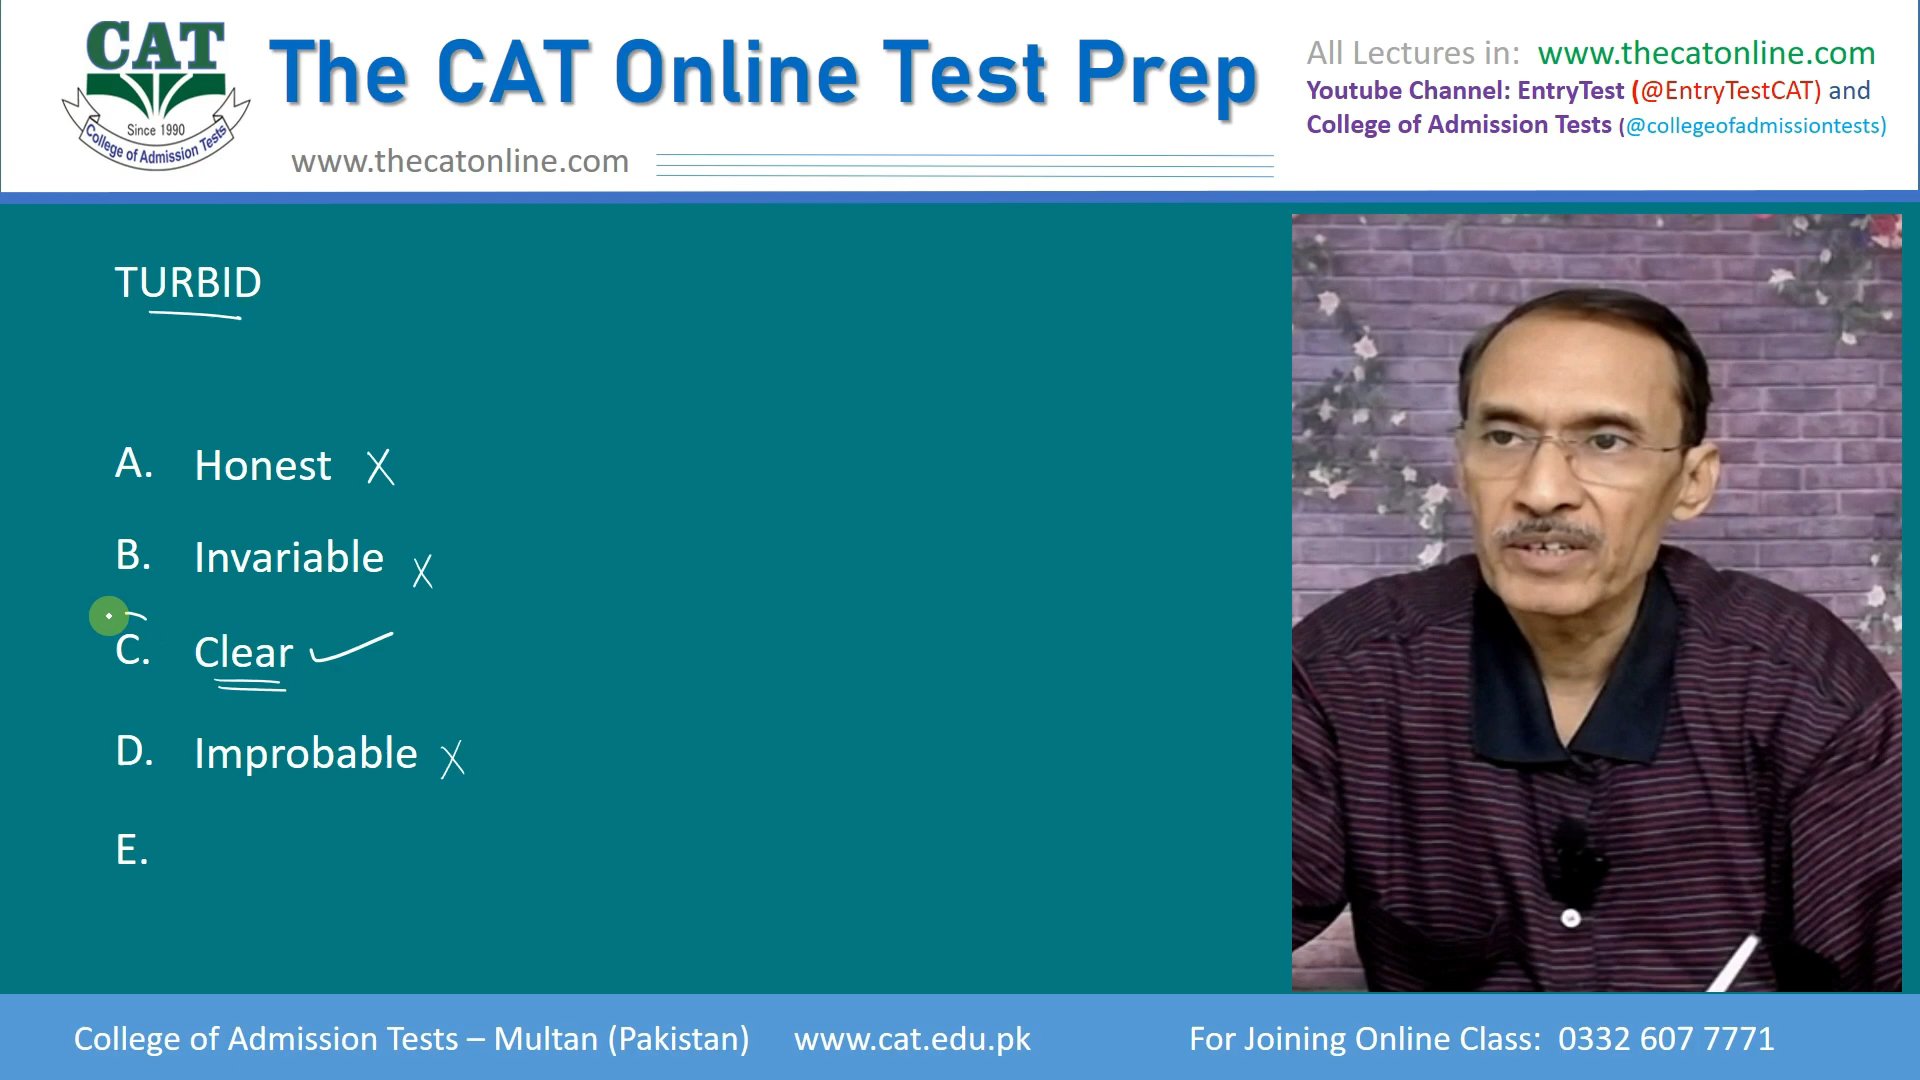 CAT
Since 1990
College of Admission Tests
The CAT Online Test Prep
www.thecatonline.com
All Lectures in: www.thecatonline.com
Youtube Channel: EntryTest (@EntryTestCAT) and
College of Admission Tests (@collegeofadmissiontests)
TURBID
A. Honest X
B. Invariable X
C. Clear ✓
D. Improbable X
E.
College of Admission Tests – Multan (Pakistan) www.cat.edu.pk For Joining Online Class: 0332 607 7771